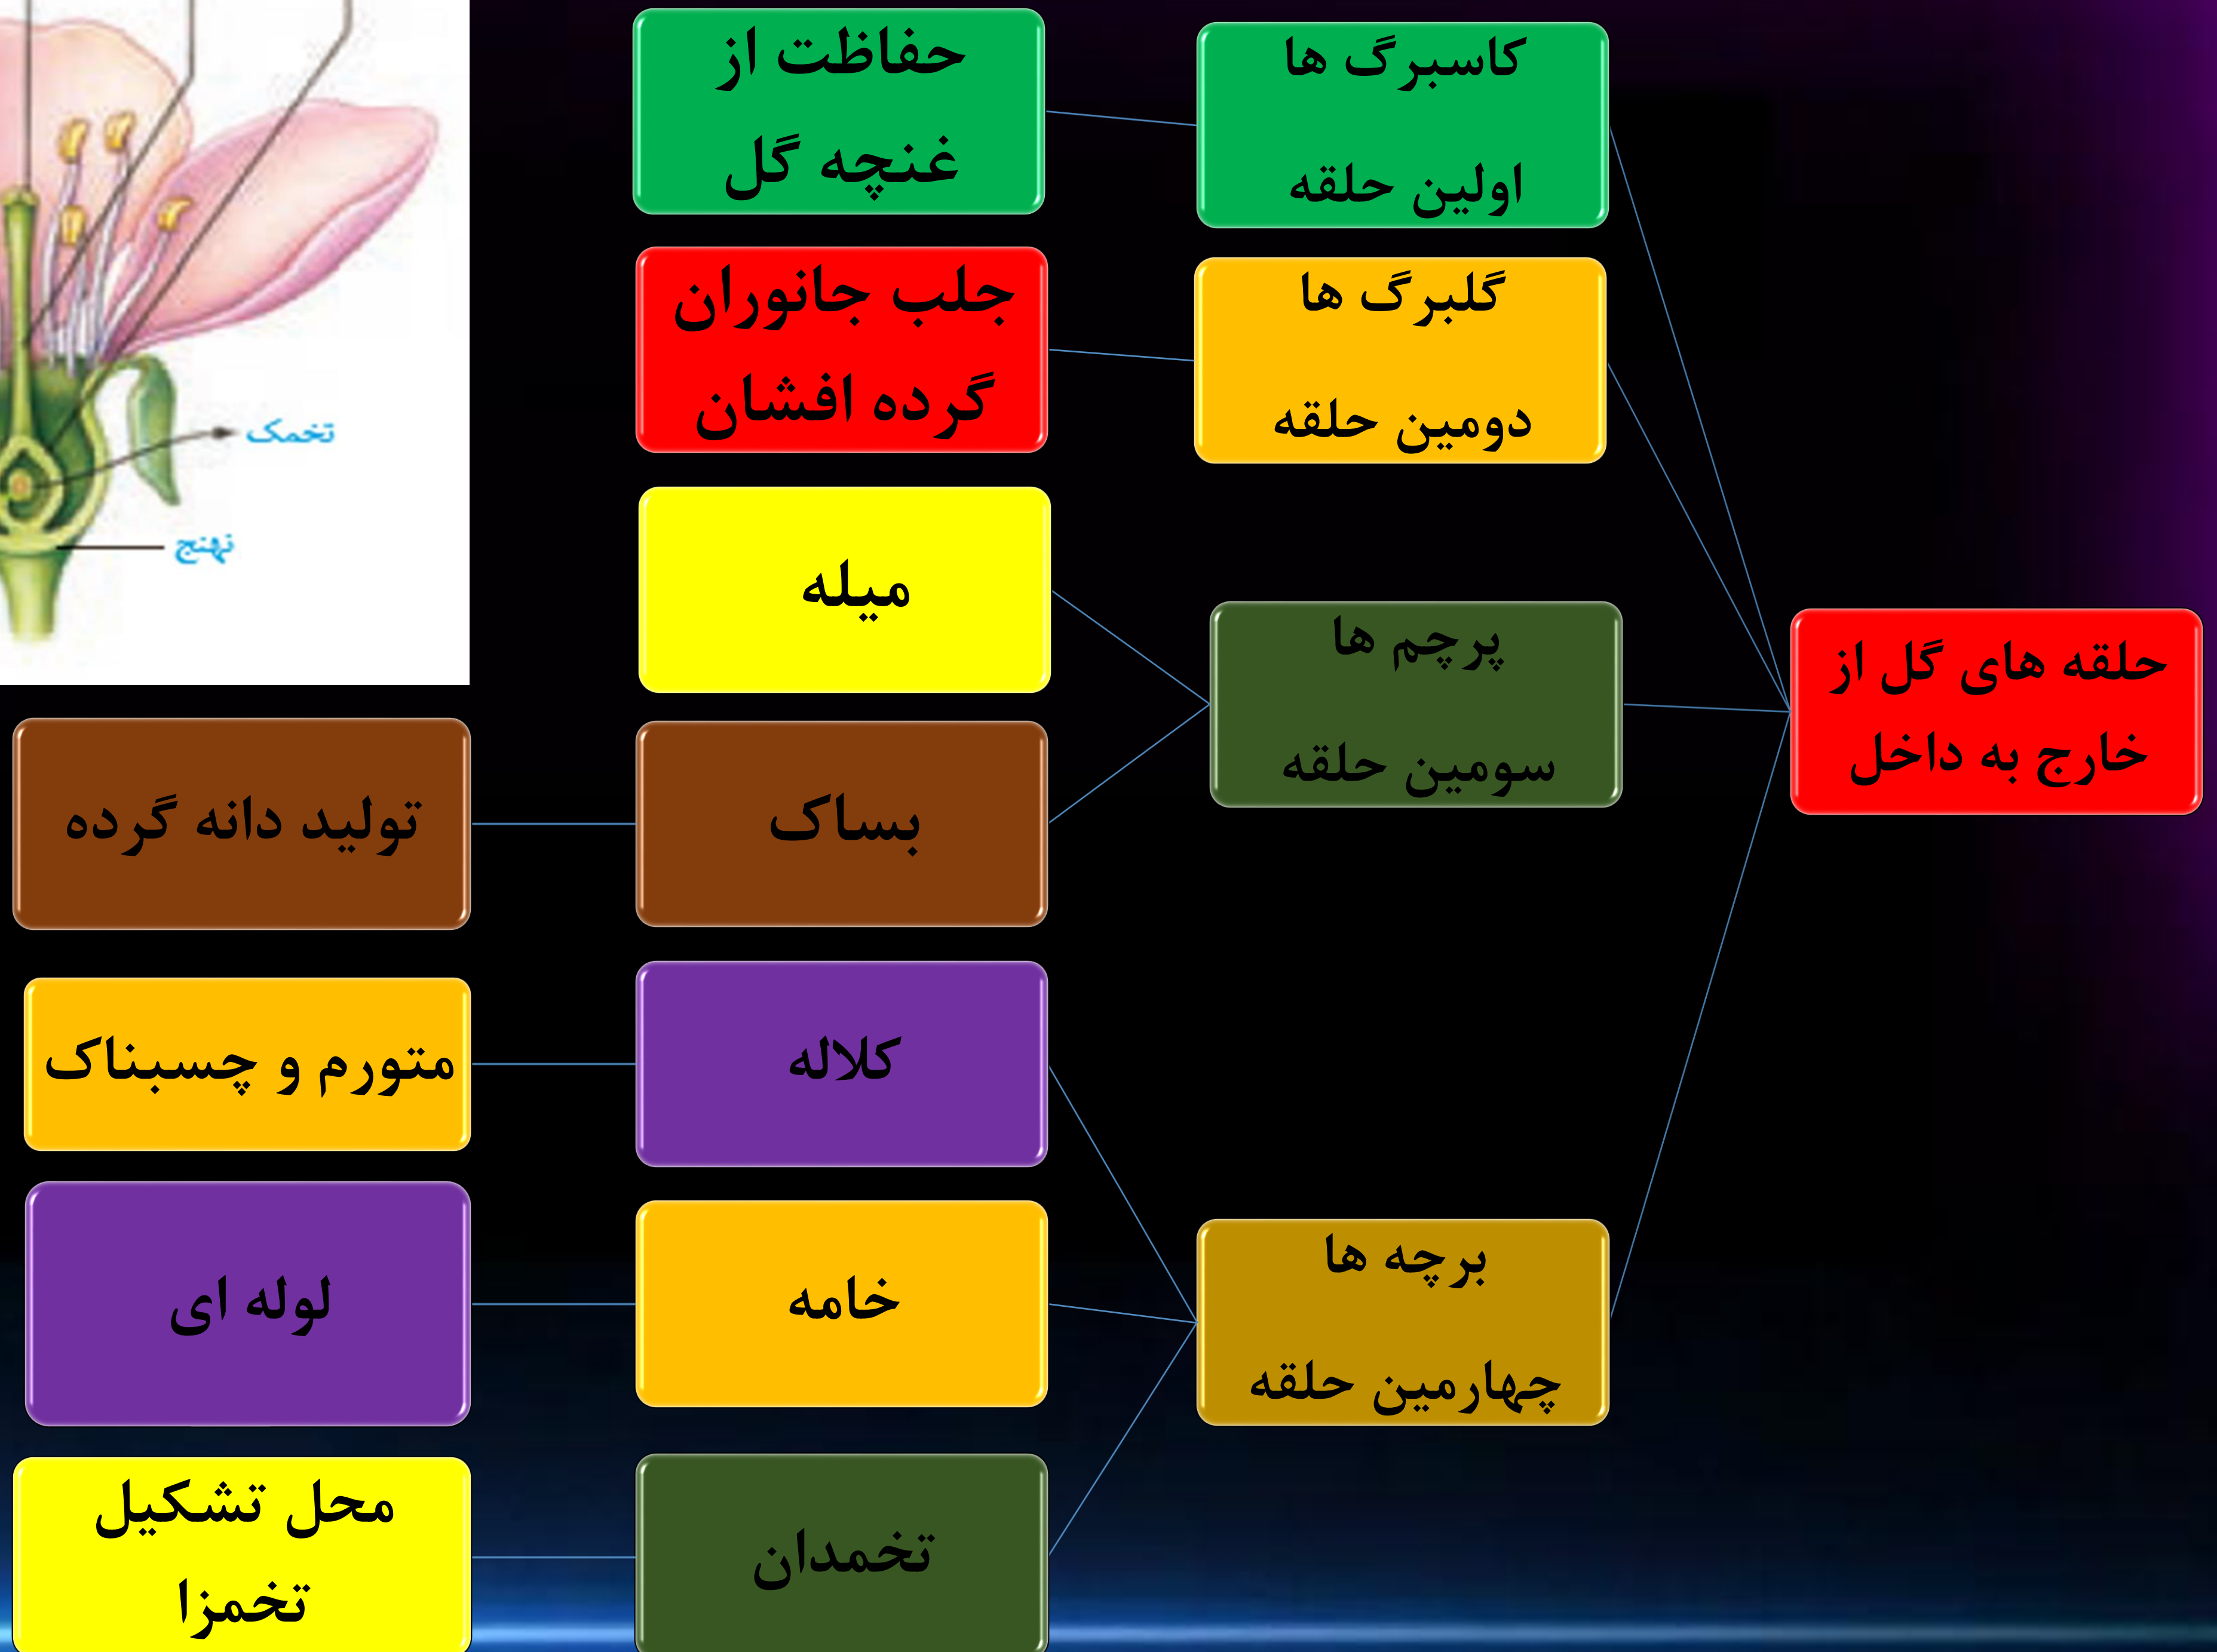 حلقه های گل از
خارج به داخل
کاسبرگ ها
اولین حلقه
حفاظت از
غنچه گل
گلبرگ ها
دومین حلقه
جلب جانوران
گرده افشان
پرچم ها
سومین حلقه
میله
بساک
تولید دانه گرده
برچه ها
چهارمین حلقه
کلاله
متورم و چسبناک
خامه
لوله ای
تخمدان
محل تشکیل
تخمزا
تخمک
نهنج